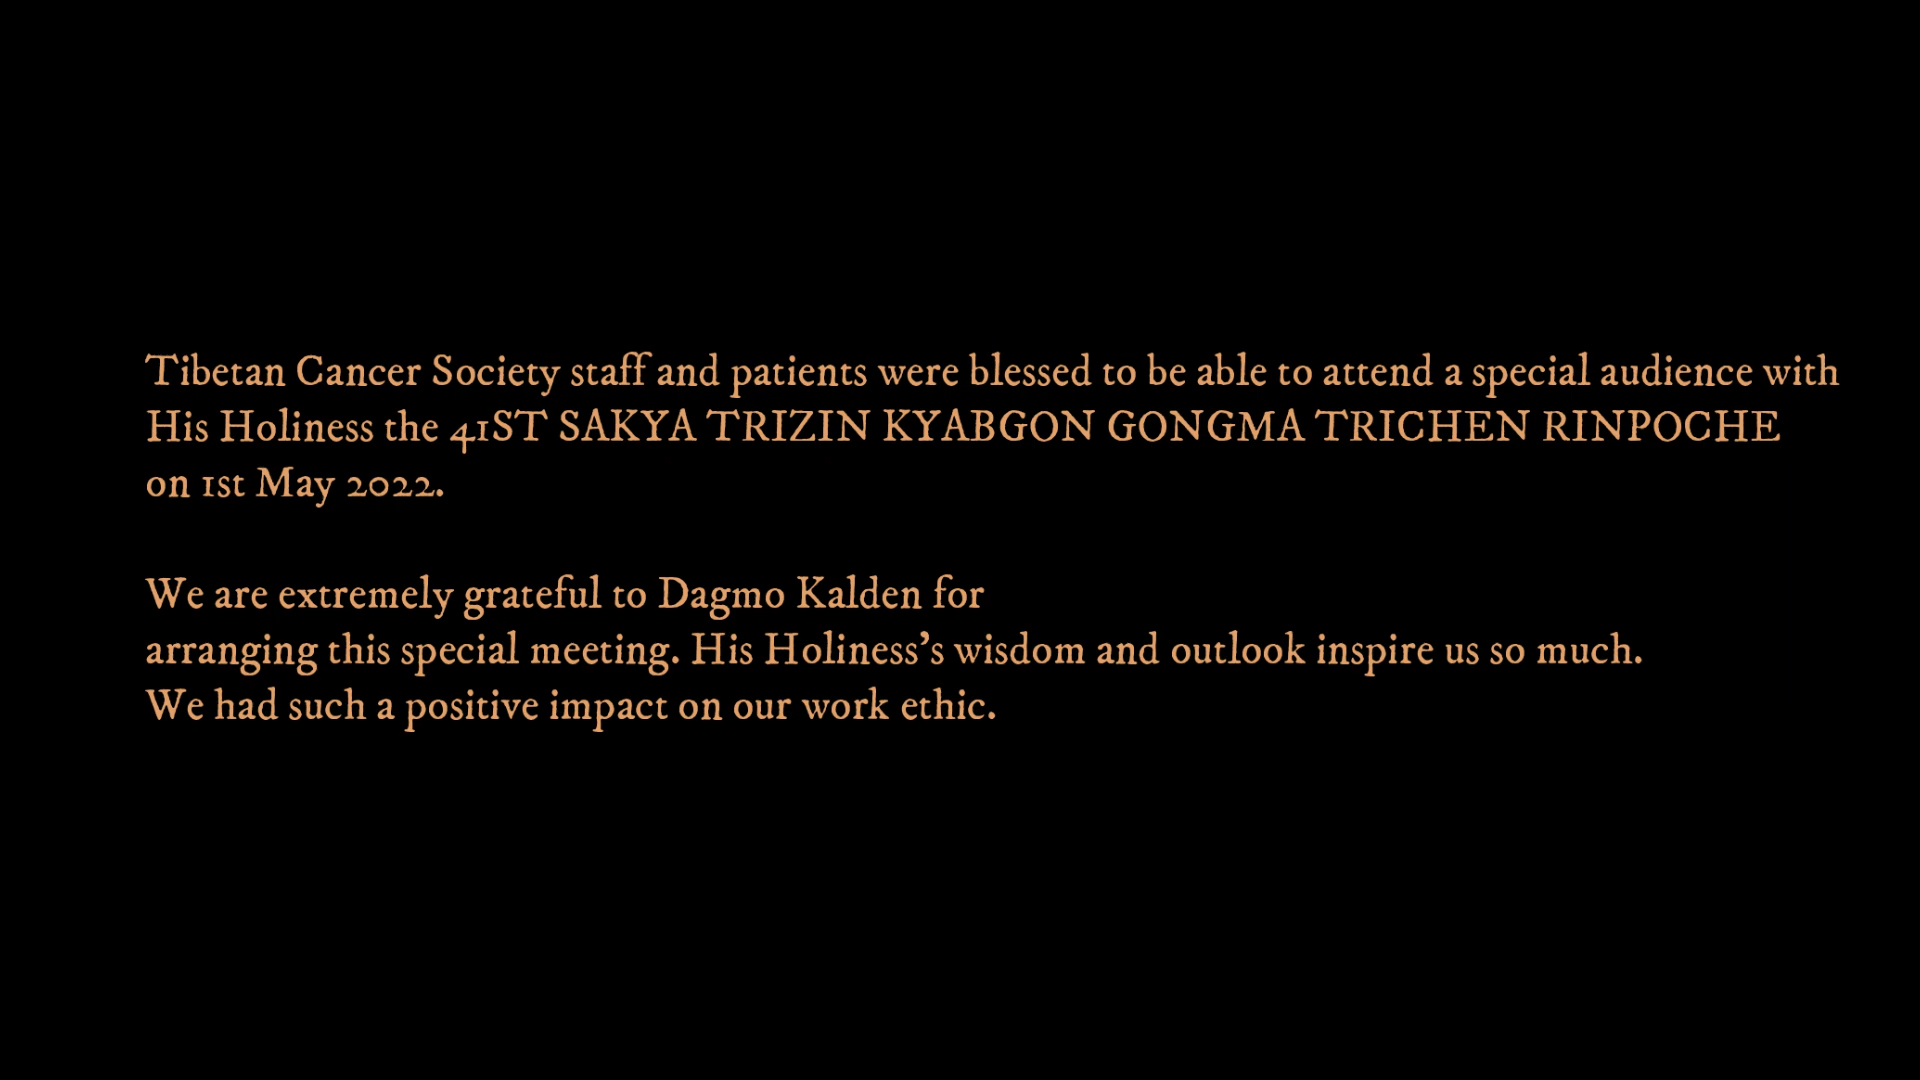 Tibetan Cancer Society staff and patients were blessed to be able to attend a special audience with
His Holiness the 41ST SAKYA TRIZIN KYABGON GONGMA TRICHEN RINPOCHE
on 1st May 2022.
We are extremely grateful to Dagmo Kalden for
arranging this special meeting. His Holiness’s wisdom and outlook inspire us so much.
We had such a positive impact on our work ethic.